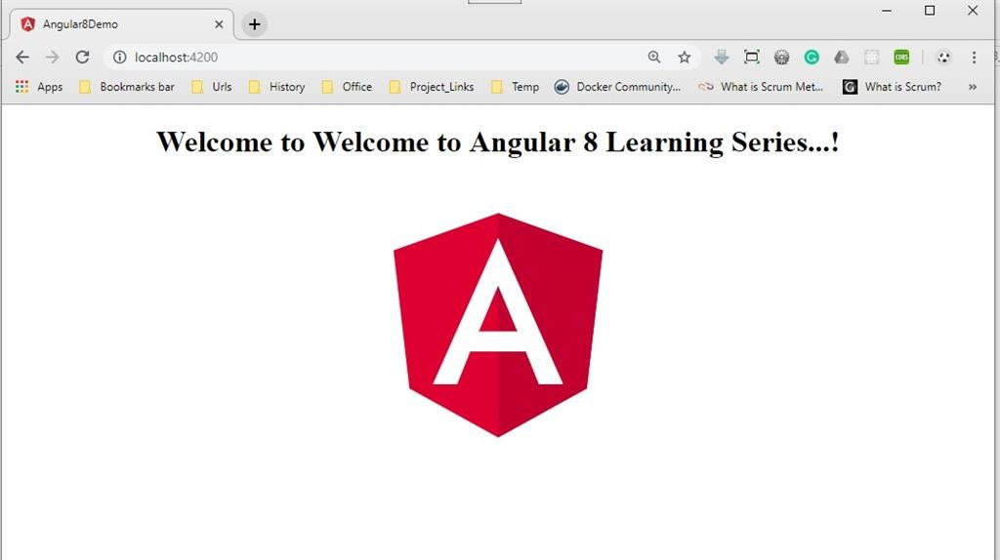 Angular8Demo
localhost:4200
Apps Bookmarks bar Urls History Office Project_Links Temp Docker Community... What is Scrum Met... What is Scrum? »
Welcome to Welcome to Angular 8 Learning Series...!
A